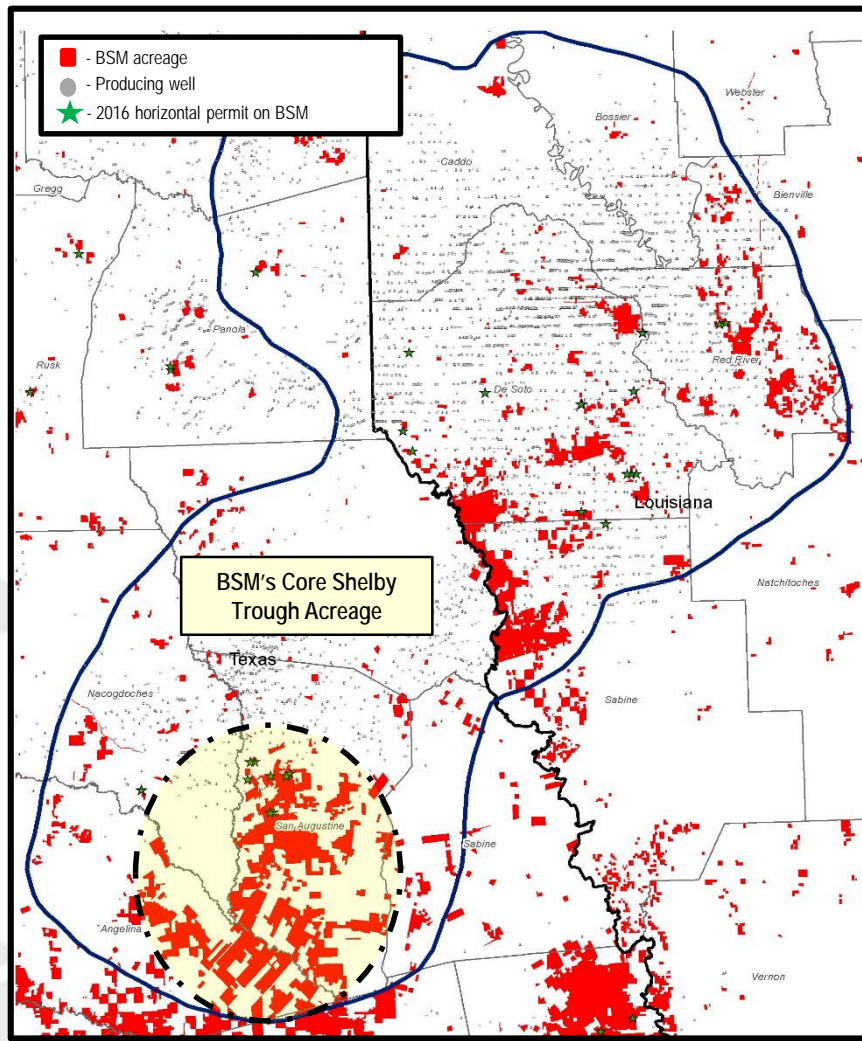 - BSM acreage
- Producing well
- 2016 horizontal permit on BSM
Webster
Bossier
Caddo
Gregg
Bienville
Panola
Rusk
Red River
De Soto
Louisiana
BSM's Core Shelby
Trough Acreage
Natchitoches
Texas
Nacogdoches
Sabine
San Augustine
Sabine
Angelina
Vernon